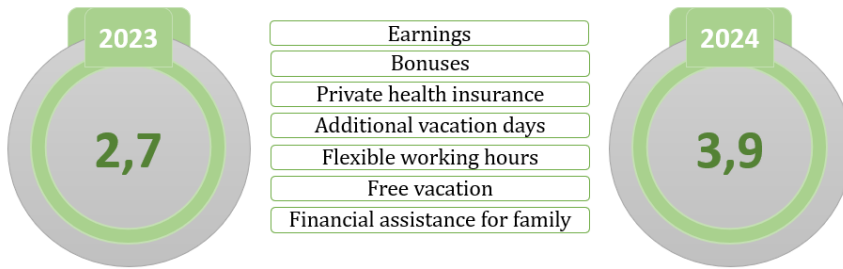 2023
2,7
Earnings
Bonuses
Private health insurance
Additional vacation days
Flexible working hours
Free vacation
Financial assistance for family
2024
3,9